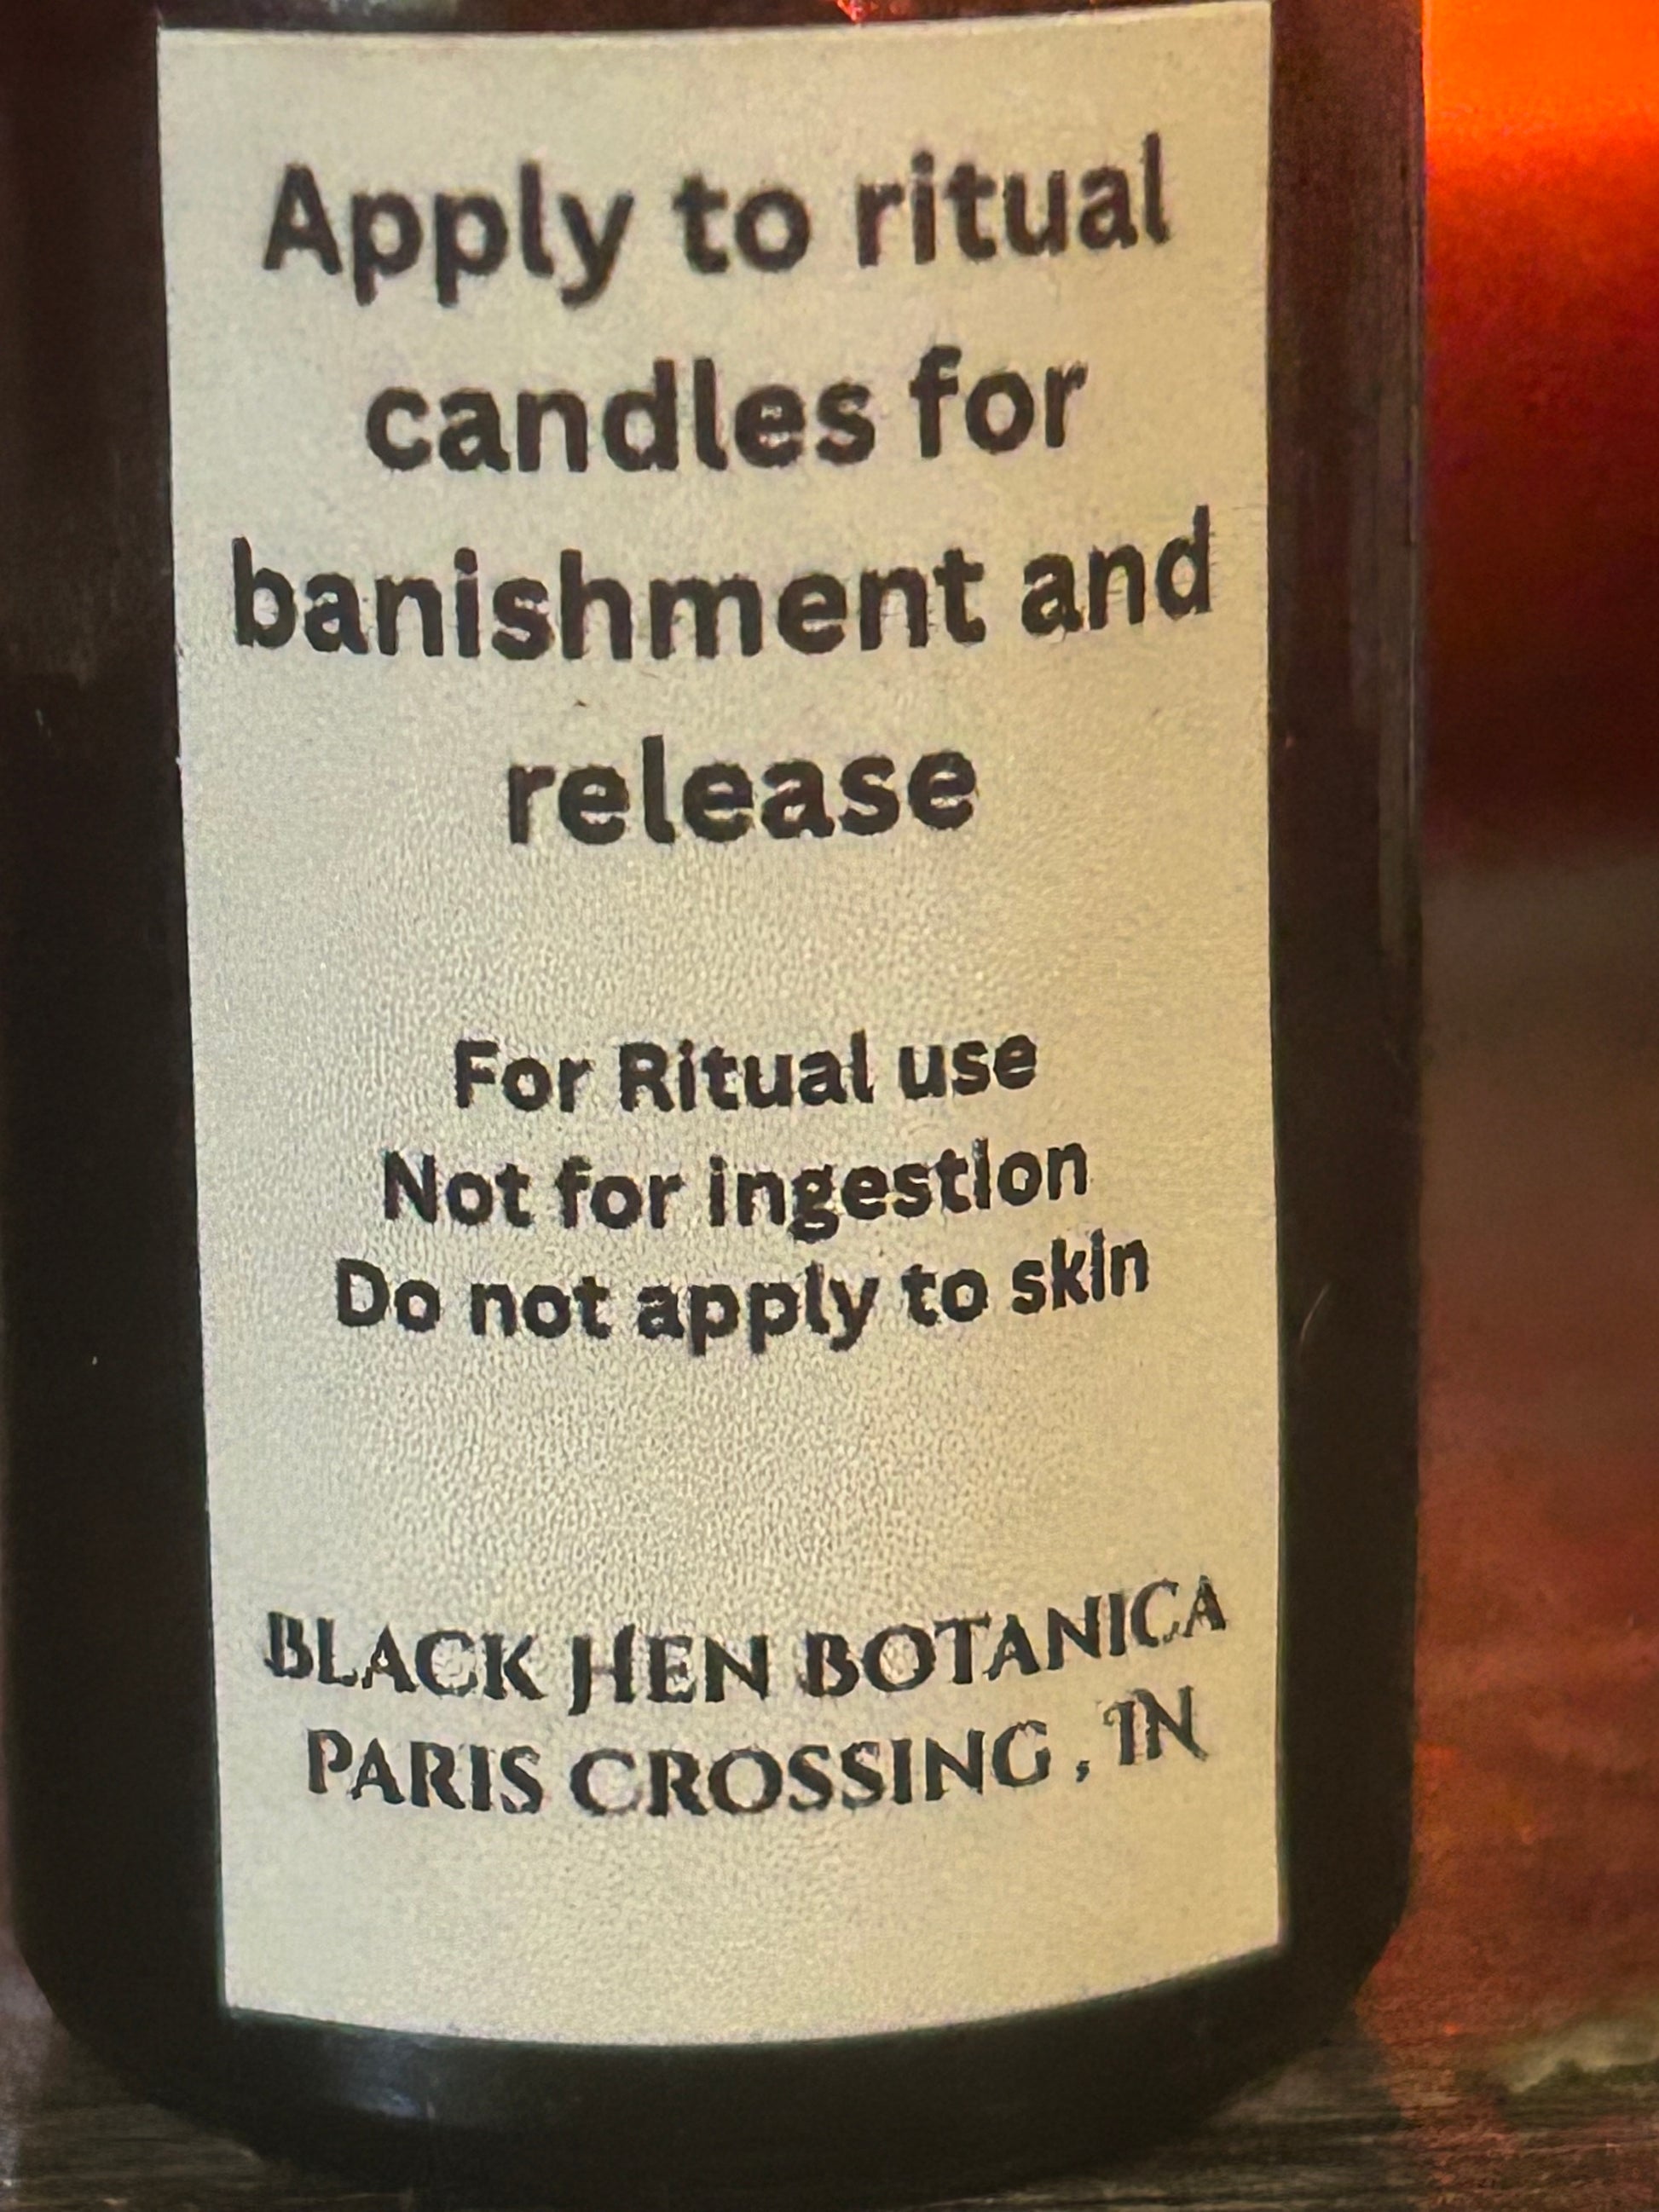 Apply to ritual
candles for
banishment and
release
For Ritual use
Not for ingestion
Do not apply to skin
BLACK HEN BOTANICA
PARIS CROSSING , IN